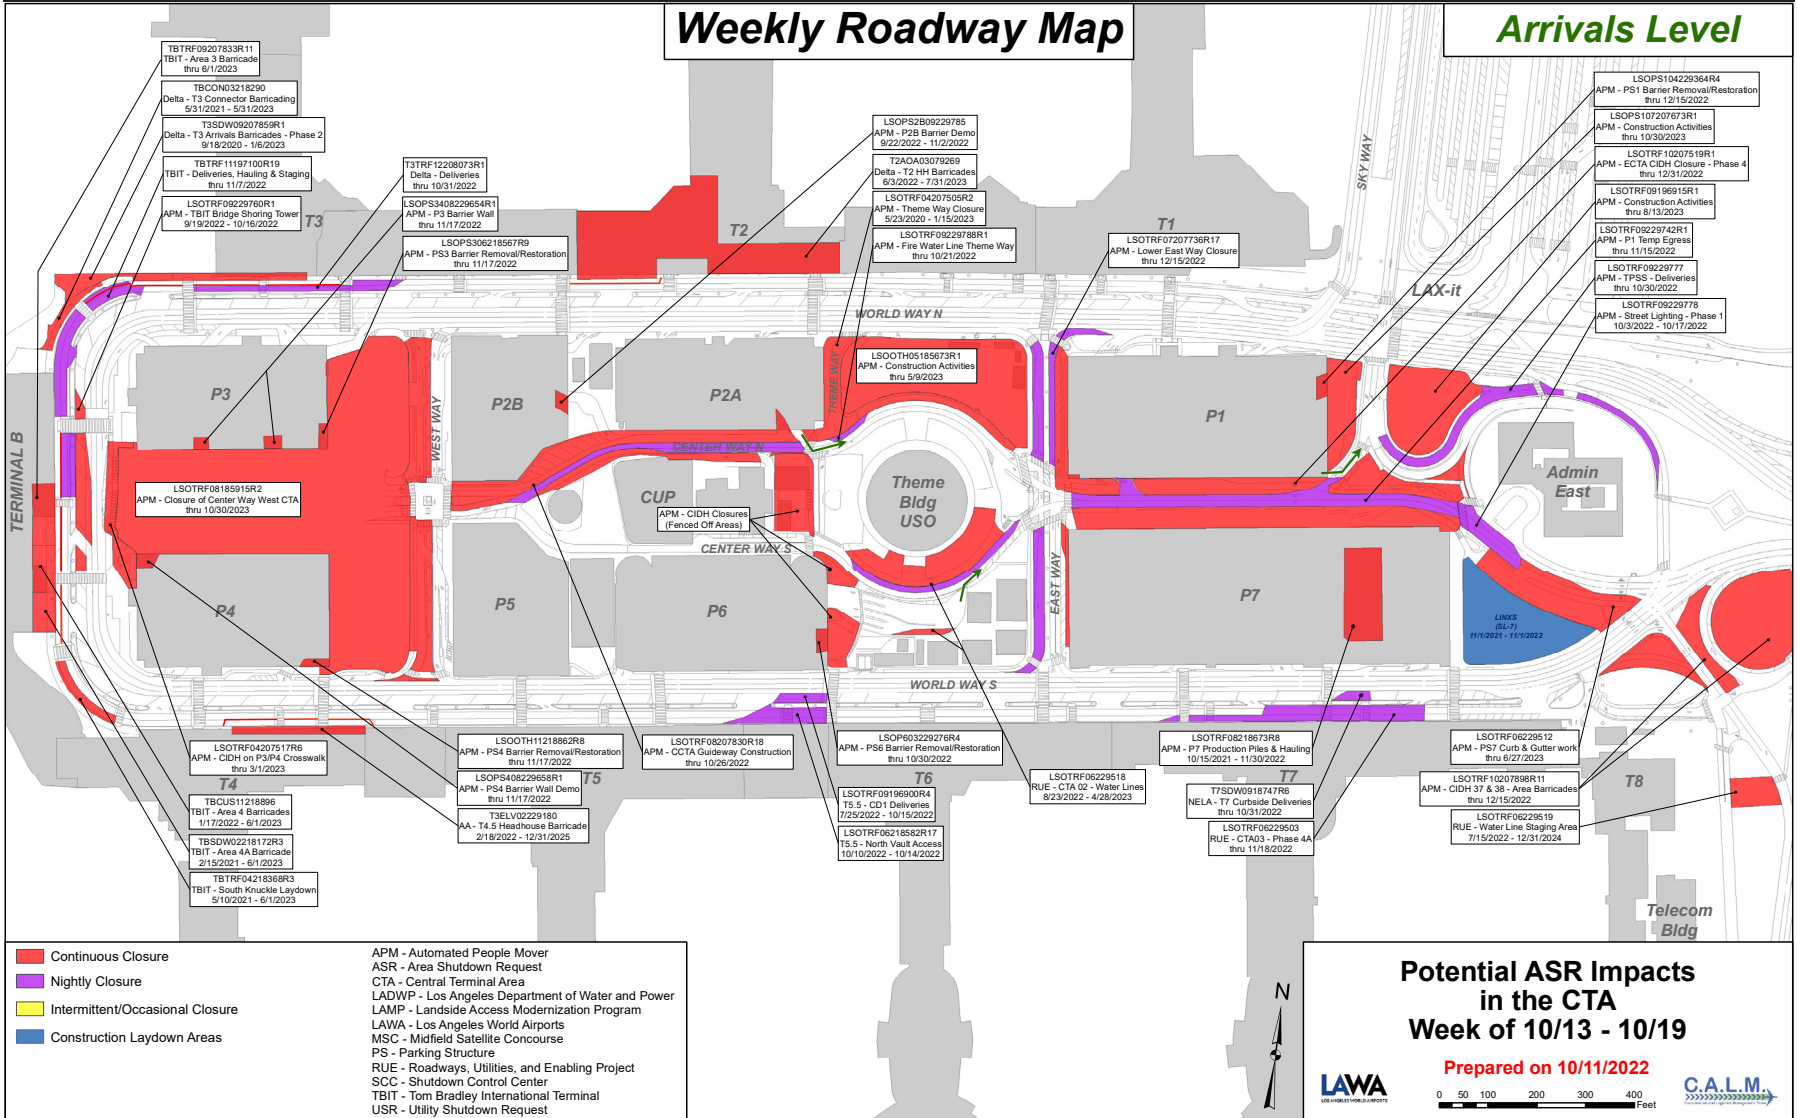 Weekly Roadway Map
Arrivals Level
TBTRF09207833R11
TBIT - Area 3 Barricade
thru 6/1/2023
TBCON03218290
Delta - T3 Connector Barricading
5/31/2021 - 5/31/2023
T3SDW09207859R1
Delta - T3 Arrivals Barricades - Phase 2
9/18/2020 - 1/6/2023
TBTRF11197100R19
TBIT - Deliveries, Hauling & Staging
thru 11/7/2022
LSOTRF09229760R1
APM - TBIT Bridge Shoring Tower
9/19/2022 - 10/16/2022
T3TRF12208073R1
Delta - Deliveries
thru 10/31/2022
LSOPS3408229654R1
APM - P3 Barrier Wall
thru 11/17/2022
LSOPS306218567R9
APM - PS3 Barrier Removal/Restoration
thru 11/17/2022
LSOPS2B09229785
APM - P2B Barrier Demo
9/22/2022 - 11/2/2022
T2AOA03079269
Delta - T2 HH Barricades
6/3/2022 - 7/31/2023
LSOTRF04207505R2
APM - Theme Way Closure
5/23/2020 - 1/15/2023
LSOTRF09229788R1
APM - Fire Water Line Theme Way
thru 10/21/2022
LSOTRF07207736R17
APM - Lower East Way Closure
thru 12/15/2022
LSOPS104229364R4
APM - PS1 Barrier Removal/Restoration
thru 12/15/2022
LSOPS107207673R1
APM - Construction Activities
thru 10/30/2023
LSOTRF10207519R1
APM - ECTA CIDH Closure - Phase 4
thru 12/31/2022
LSOTRF09196915R1
APM - Construction Activities
thru 8/13/2023
LSOTRF09229742R1
APM - P1 Temp Egress
thru 11/15/2022
LSOTRF09229777
APM - TPSS - Deliveries
thru 10/30/2022
LSOTRF09229778
APM - Street Lighting - Phase 1
10/3/2022 - 10/17/2022
T3
T2
T1
SKY WAY
LAX-it
WORLD WAY N
LSOOTH05185673R1
APM - Construction Activities
thru 5/9/2023
P3
P2B
P2A
P1
WEST WAY
THEME WAY
CENTER WAY N
TERMINAL B
LSOTRF08185915R2
APM - Closure of Center Way West CTA
thru 10/30/2023
CUP
Theme
Bldg
USO
Admin
East
APM - CIDH Closures
(Fenced Off Areas)
CENTER WAY S
EAST WAY
P4
P5
P6
P7
LINXS
(SL-7)
11/1/2021 - 11/1/2022
WORLD WAY S
LSOTRF04207517R6
APM - CIDH on P3/P4 Crosswalk
thru 3/1/2023
T4
TBCUS11218896
TBIT - Area 4 Barricades
1/17/2022 - 6/1/2023
TBSDW02218172R3
TBIT - Area 4A Barricade
2/15/2021 - 6/1/2023
TBTRF04218368R3
TBIT - South Knuckle Laydown
5/10/2021 - 6/1/2023
LSOOTH11218862R8
APM - PS4 Barrier Removal/Restoration
thru 11/17/2022
LSOPS408229658R1
APM - PS4 Barrier Wall Demo
thru 11/17/2022
T3ELV02229180
AA - T4.5 Headhouse Barricade
2/18/2022 - 12/31/2025
T5
LSOTRF08207830R18
APM - CCTA Guideway Construction
thru 10/26/2022
LSOP603229276R4
APM - PS6 Barrier Removal/Restoration
thru 10/30/2022
T6
LSOTRF09196900R4
T5.5 - CD1 Deliveries
7/25/2022 - 10/15/2022
LSOTRF06218582R17
T5.5 - North Vault Access
10/10/2022 - 10/14/2022
LSOTRF06229518
RUE - CTA 02 - Water Lines
8/23/2022 - 4/28/2023
LSOTRF08218673R8
APM - P7 Production Piles & Hauling
10/15/2021 - 11/30/2022
T7
T7SDW0918747R6
NELA - T7 Curbside Deliveries
thru 10/31/2022
LSOTRF06229503
RUE - CTA03 - Phase 4A
thru 11/18/2022
LSOTRF06229512
APM - PS7 Curb & Gutter work
thru 6/27/2023
LSOTRF10207898R11
APM - CIDH 37 & 38 - Area Barricades
thru 12/15/2022
LSOTRF06229519
RUE - Water Line Staging Area
7/15/2022 - 12/31/2024
T8
Telecom
Bldg
Continuous Closure
Nightly Closure
Intermittent/Occasional Closure
Construction Laydown Areas
APM - Automated People Mover
ASR - Area Shutdown Request
CTA - Central Terminal Area
LADWP - Los Angeles Department of Water and Power
LAMP - Landside Access Modernization Program
LAWA - Los Angeles World Airports
MSC - Midfield Satellite Concourse
PS - Parking Structure
RUE - Roadways, Utilities, and Enabling Project
SCC - Shutdown Control Center
TBIT - Tom Bradley International Terminal
USR - Utility Shutdown Request
N
Potential ASR Impacts
in the CTA
Week of 10/13 - 10/19
Prepared on 10/11/2022
LAWA
LOS ANGELES WORLD AIRPORTS
0 50 100 200 300 400
Feet
C.A.L.M.